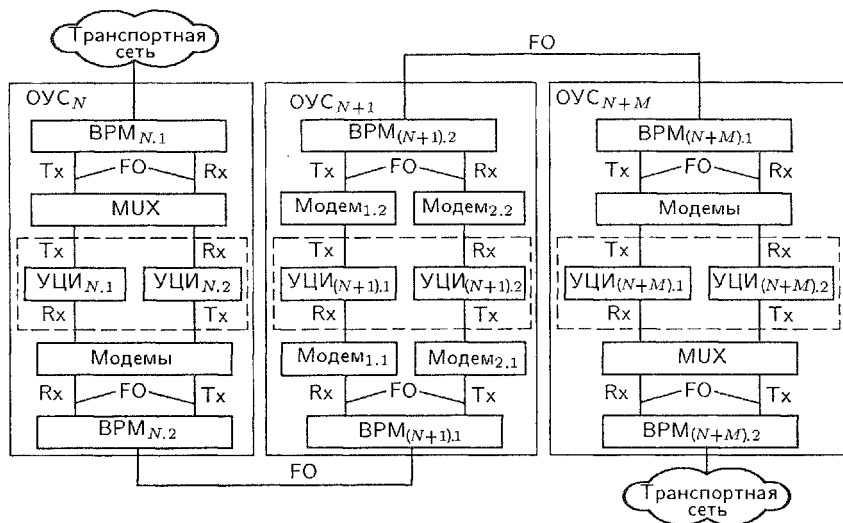 Транспортная
сеть
FO
ОУС_N
ОУС_{N+1}
ОУС_{N+M}
ВРМ_{N.1}
ВРМ_{(N+1).2}
ВРМ_{(N+M).1}
Tx FO Rx
Tx FO Rx
Tx FO Rx
MUX
Модем_{1.2}
Модем_{2.2}
Модемы
Tx Rx
Tx Rx
Tx Rx
УЦИ_{N.1}
УЦИ_{N.2}
УЦИ_{(N+1).1}
УЦИ_{(N+1).2}
УЦИ_{(N+M).1}
УЦИ_{(N+M).2}
Rx Tx
Rx Tx
Rx Tx
Модемы
Модем_{1.1}
Модем_{2.1}
MUX
Rx FO Tx
Rx FO Tx
Rx FO Tx
ВРМ_{N.2}
ВРМ_{(N+1).1}
ВРМ_{(N+M).2}
FO
Транспортная
сеть